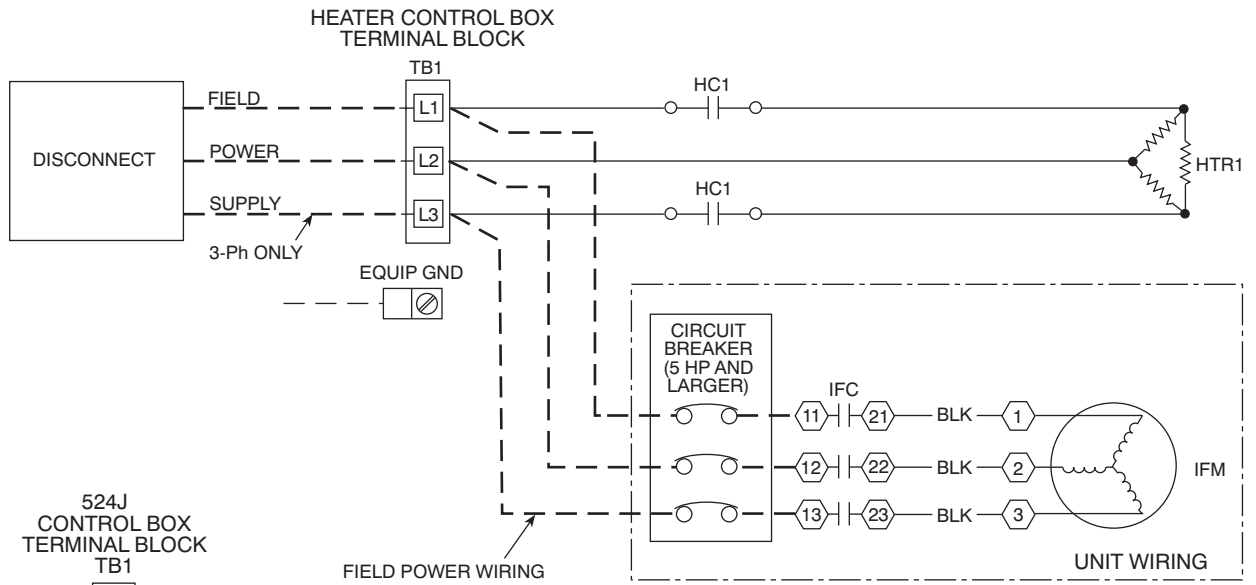 HEATER CONTROL BOX
TERMINAL BLOCK
TB1
DISCONNECT
FIELD
POWER
SUPPLY
3-Ph ONLY
L1
L2
L3
HC1
HC1
HTR1
EQUIP GND
CIRCUIT
BREAKER
(5 HP AND
LARGER)
IFC
11
21
BLK
1
12
22
BLK
2
13
23
BLK
3
IFM
UNIT WIRING
FIELD POWER WIRING
524J
CONTROL BOX
TERMINAL BLOCK
TB1